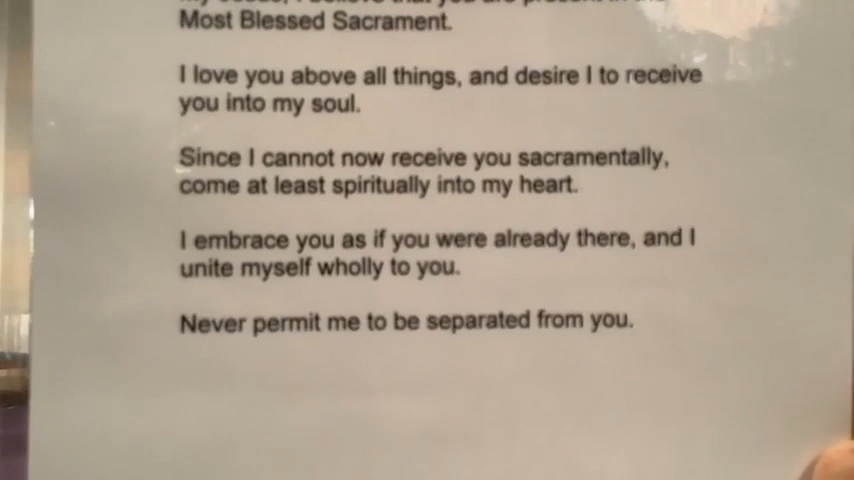 Most Blessed Sacrament.
I love you above all things, and desire I to receive
you into my soul.
Since I cannot now receive you sacramentally,
come at least spiritually into my heart.
I embrace you as if you were already there, and I
unite myself wholly to you.
Never permit me to be separated from you.